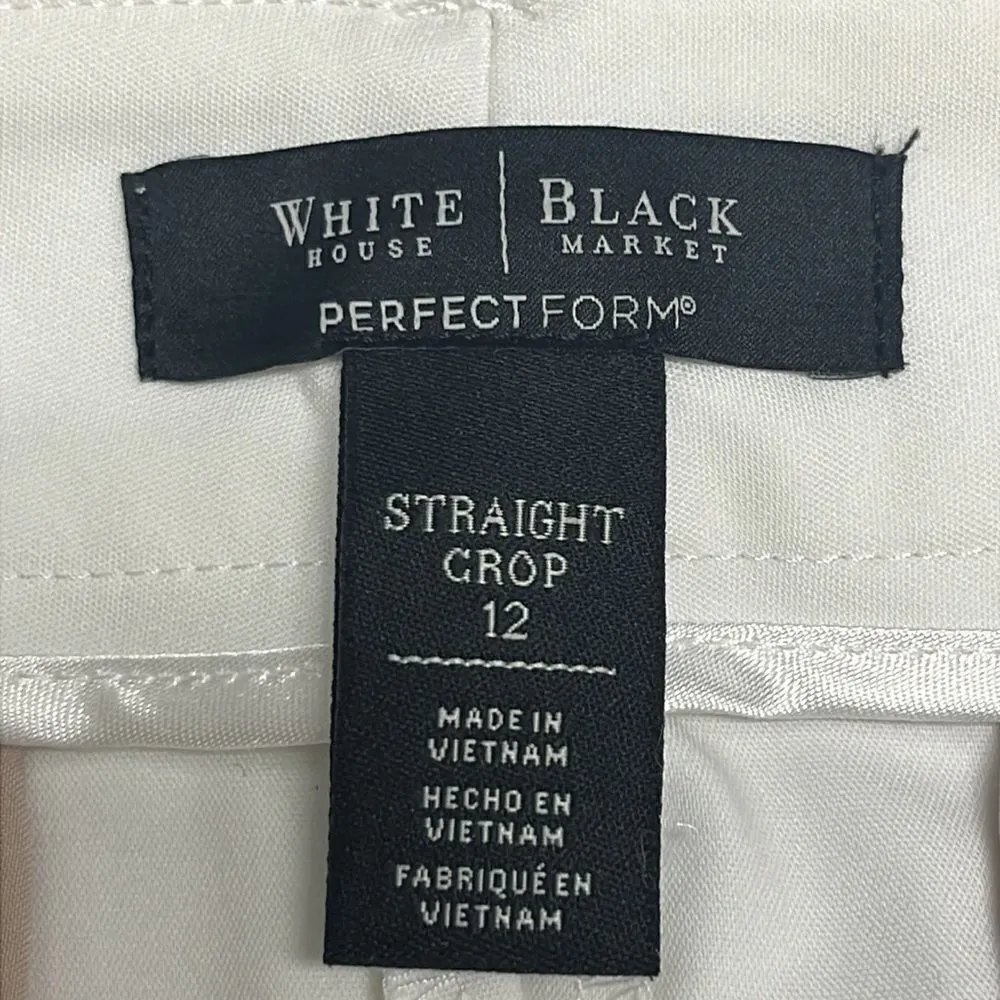 WHITE | BLACK
HOUSE MARKET
PERFECT FORM®
STRAIGHT
CROP
12
MADE IN
VIETNAM
HECHO EN
VIETNAM
FABRIQUÉ EN
VIETNAM